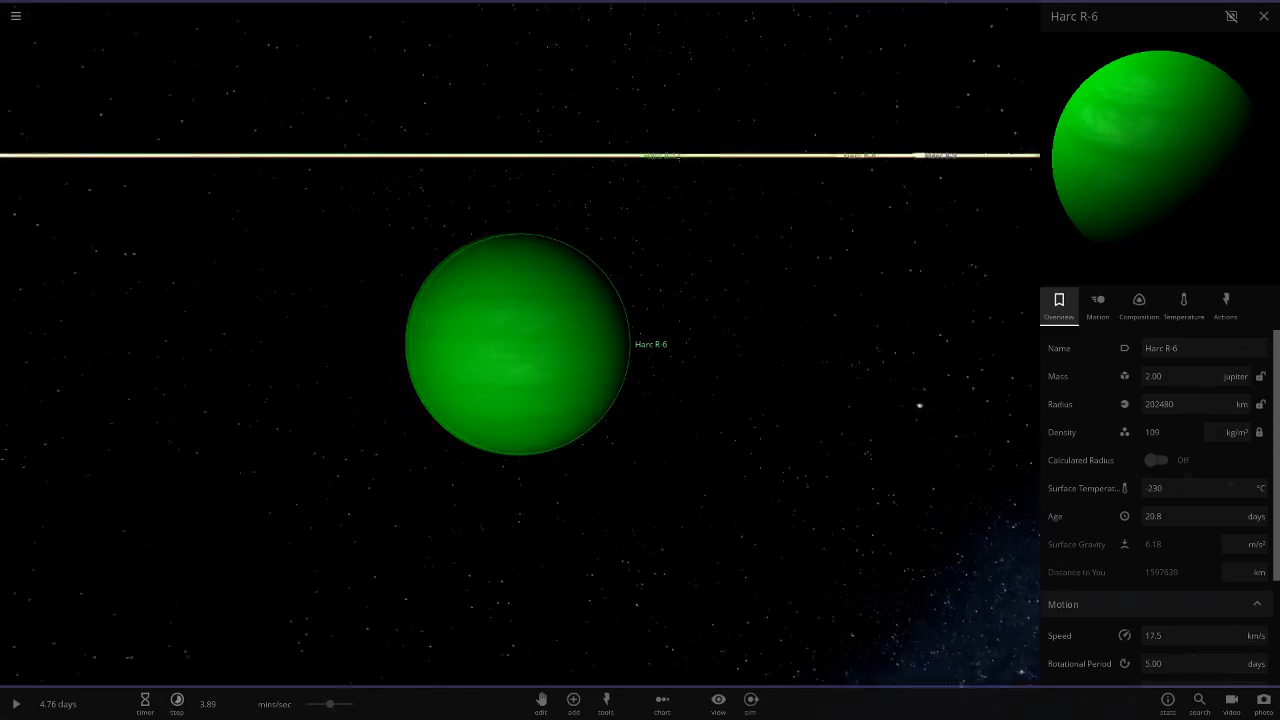 Harc R-6
Harc R-6
Overview Motion Composition Temperature Actions
Name Harc R-6
Mass 2.00 jupiter
Radius 202480 km
Density 109 kg/m³
Calculated Radius Off
Surface Temperat... -230 °C
Age 20.8 days
Surface Gravity 6.18 m/s²
Distance to You 1597620 km
Motion
Speed 17.5 km/s
Rotational Period 5.00 days
4.76 days timer step 3.89 mins/sec edit add tools chart view sim stats search video photo